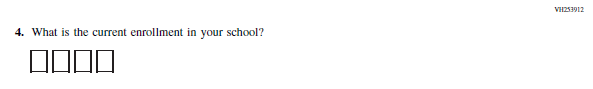 VH253912
4. What is the current enrollment in your school?